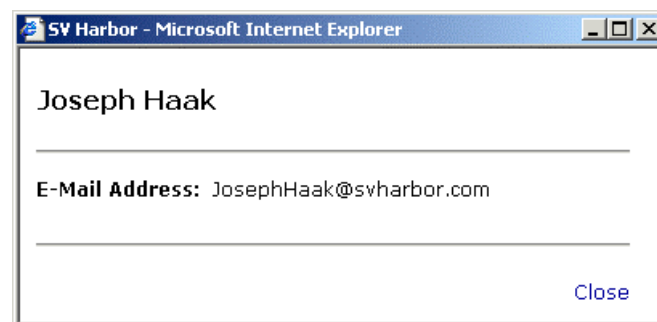 SV Harbor - Microsoft Internet Explorer
Joseph Haak
E-Mail Address: JosephHaak@svharbor.com
Close